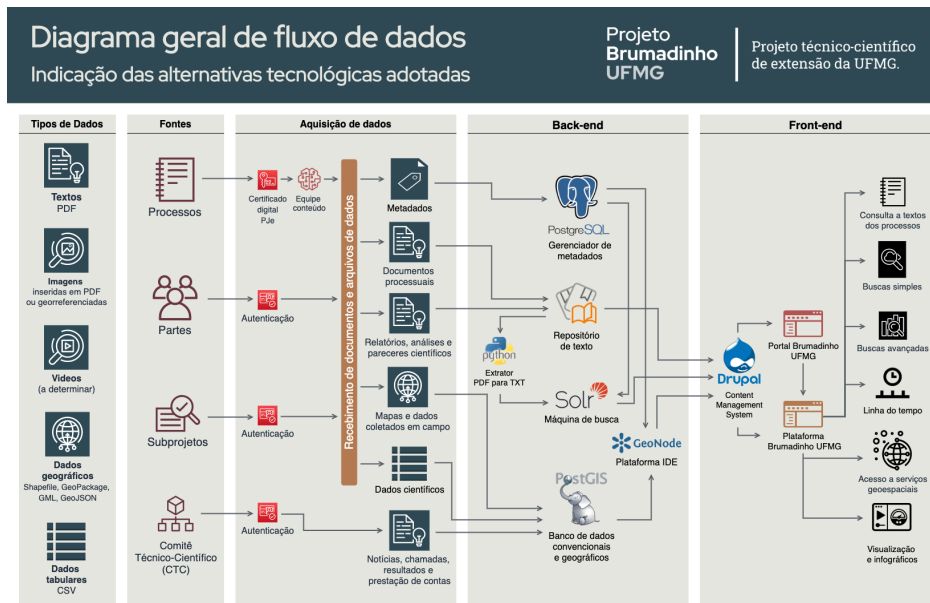 Diagrama geral de fluxo de dados
Indicação das alternativas tecnológicas adotadas
Projeto
Brumadinho
UFMG
Projeto técnico-científico
de extensão da UFMG.
Tipos de Dados
Textos
PDF
Imagens
inseridas em PDF
ou georreferenciadas
Videos
(a determinar)
Dados
geográficos
Shapefile, GeoPackage,
GML, GeoJSON
Dados
tabulares
CSV
Fontes
Processos
Partes
Subprojetos
Comitê
Técnico-Científico
(CTC)
Aquisição de dados
Certificado
digital
PJe
Equipe
conteúdo
Autenticação
Autenticação
Autenticação
Recebimento de documentos e arquivos de dados
Metadados
Documentos
processuais
Relatórios, análises e
pareceres científicos
Mapas e dados
coletados em campo
Dados científicos
Notícias, chamadas,
resultados e
prestação de contas
Back-end
PostgreSQL
Gerenciador de
metadados
Repositório
de texto
python
Extrator
PDF para TXT
Solr
Máquina de busca
GeoNode
Plataforma IDE
PostGIS
Banco de dados
convencionais
e geográficos
Front-end
Drupal
Content
Management
System
Portal Brumadinho
UFMG
Plataforma
Brumadinho UFMG
Consulta a textos
dos processos
Buscas simples
Buscas avançadas
Linha do tempo
Acesso a serviços
geoespaciais
Visualização
e infográficos